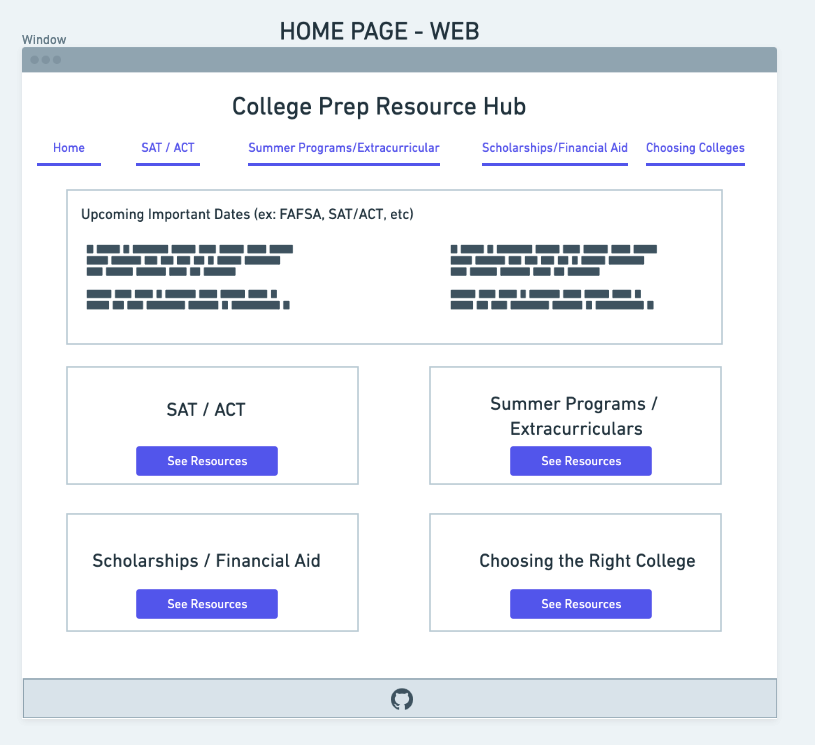 HOME PAGE - WEB
Window
College Prep Resource Hub
Home
SAT / ACT
Summer Programs/Extracurricular
Scholarships/Financial Aid
Choosing Colleges
Upcoming Important Dates (ex: FAFSA, SAT/ACT, etc)
SAT / ACT
See Resources
Summer Programs /
Extracurriculars
See Resources
Scholarships / Financial Aid
See Resources
Choosing the Right College
See Resources